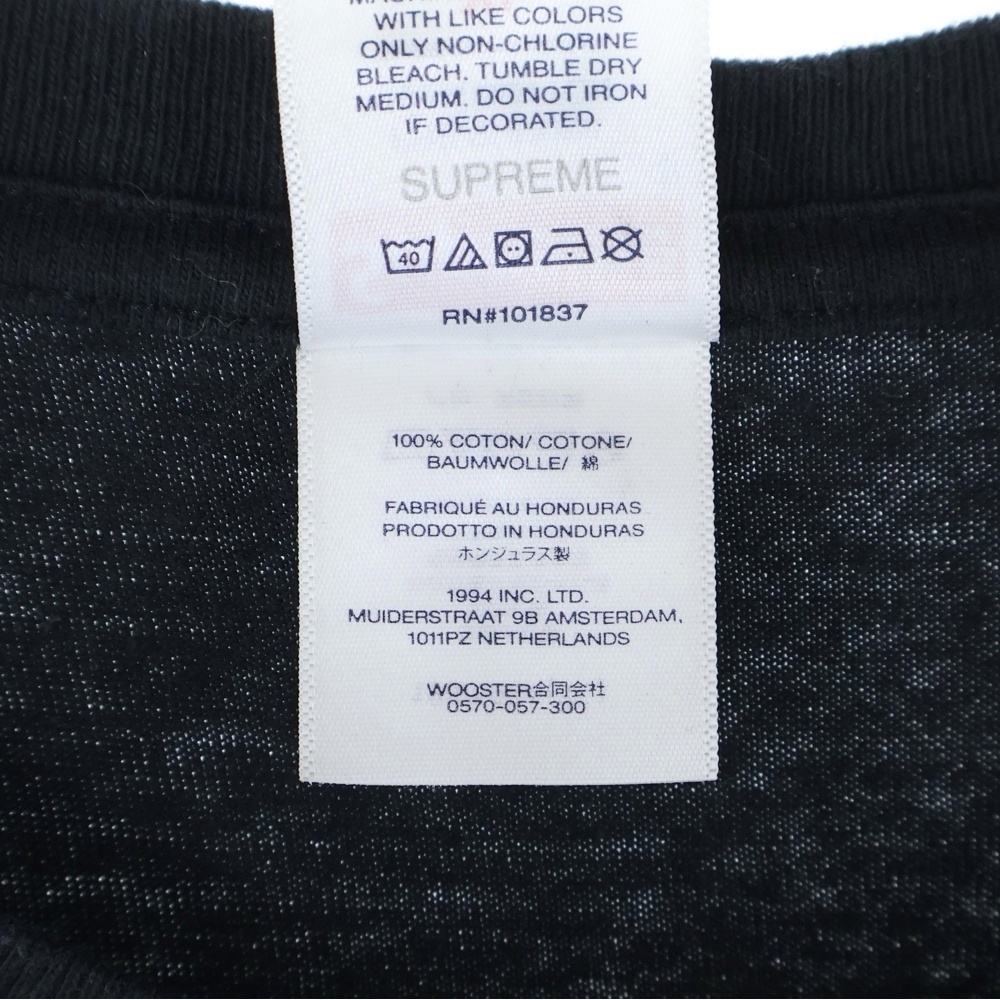 WITH LIKE COLORS
ONLY NON-CHLORINE
BLEACH. TUMBLE DRY
MEDIUM. DO NOT IRON
IF DECORATED.
SUPREME
40
RN#101837
100% COTON/ COTONE/
BAUMWOLLE/ 綿
FABRIQUÉ AU HONDURAS
PRODOTTO IN HONDURAS
ホンジュラス製
1994 INC. LTD.
MUIDERSTRAAT 9B AMSTERDAM,
1011PZ NETHERLANDS
WOOSTER合同会社
0570-057-300